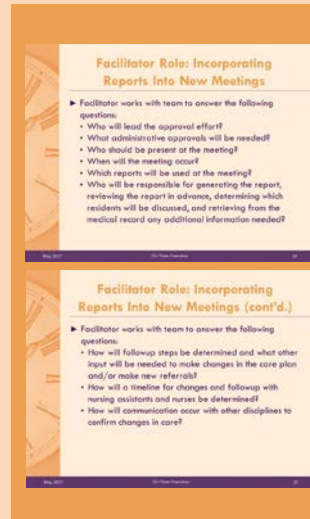 Facilitator Role: Incorporating
Reports Into New Meetings
► Facilitator works with team to answer the following
questions:
• Who will lead the approval effort?
• What administrative approvals will be needed?
• Who should be present at the meeting?
• When will the meeting occur?
• Which reports will be used at the meeting?
• Who will be responsible for generating the report,
reviewing the report in advance, determining which
residents will be discussed, and retrieving from the
medical record any additional information needed?
May, 2017
Facilitator Role: Incorporating
Reports Into New Meetings (cont'd.)
► Facilitator works with team to answer the following
questions:
• How will followup steps be determined and what other
input will be needed to make changes in the care plan
and/or make new referrals?
• How will a timeline for changes and followup with
nursing assistants and nurses be determined?
• How will communication occur with other disciplines to
confirm changes in care?
May, 2017